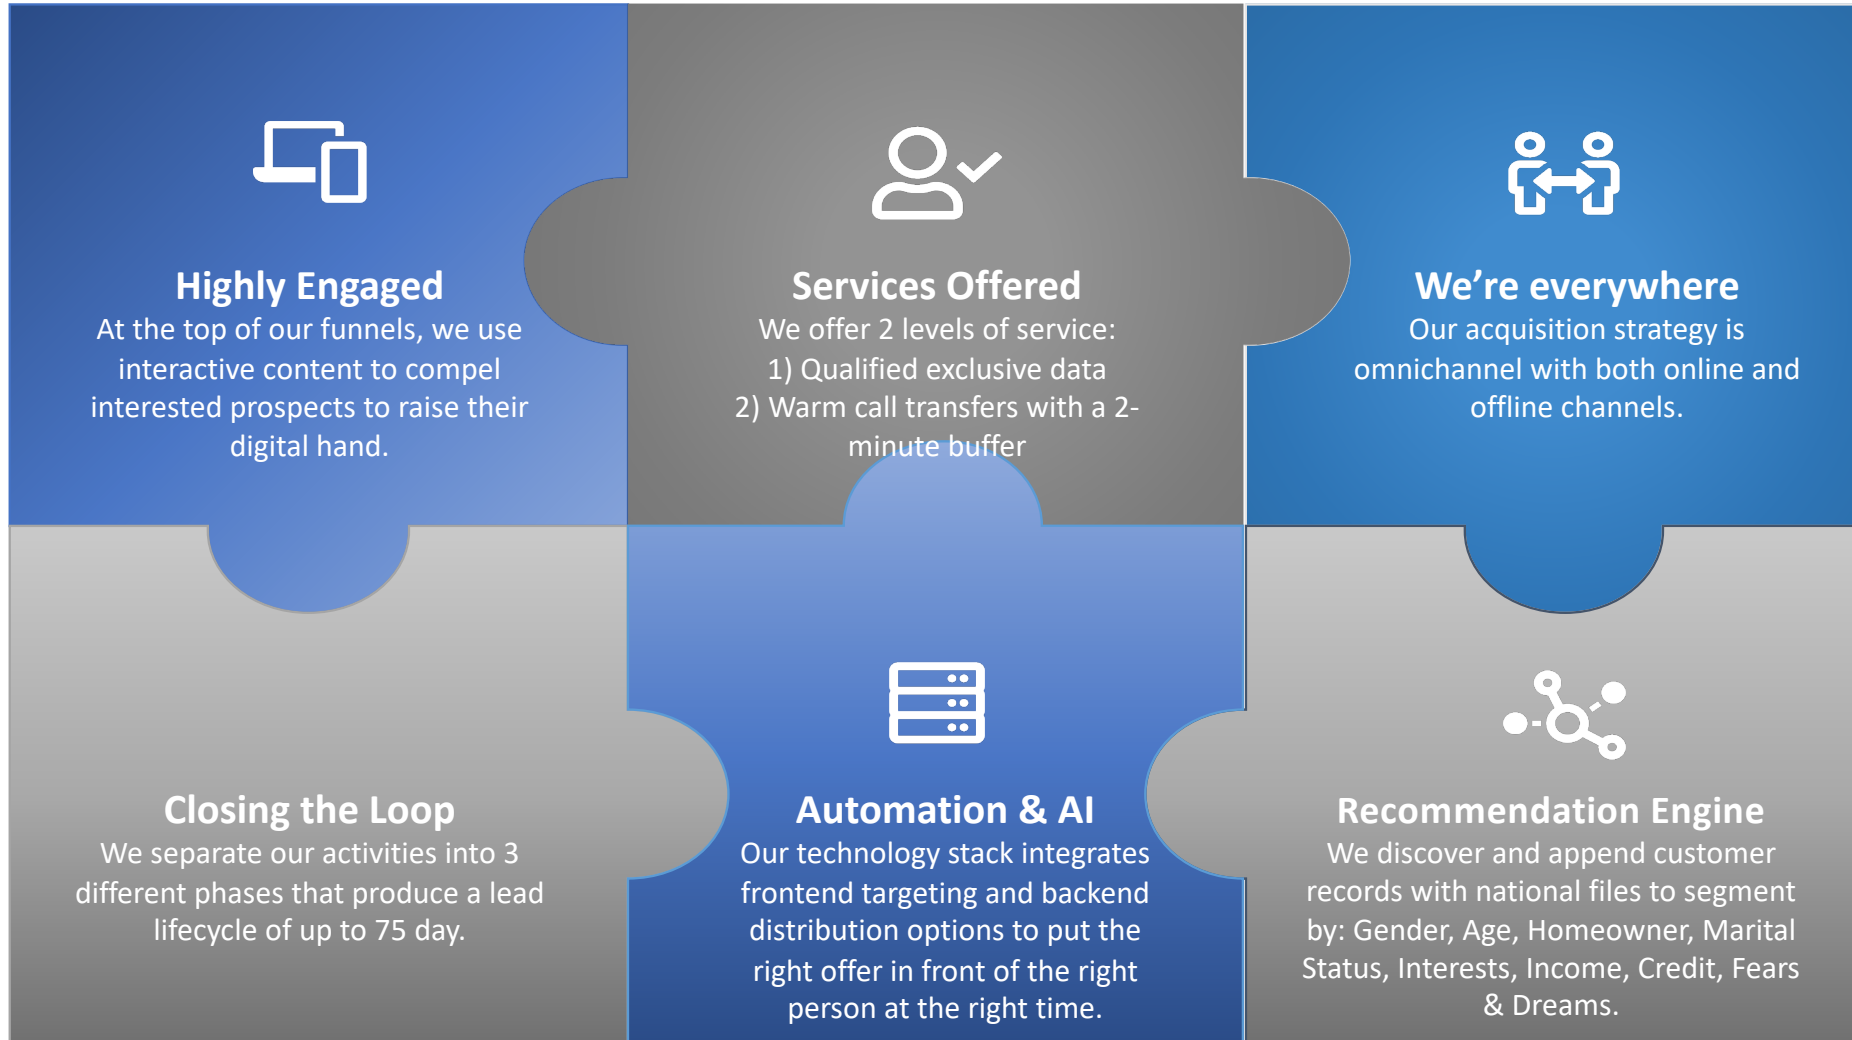 Highly Engaged
At the top of our funnels, we use
interactive content to compel
interested prospects to raise their
digital hand.
Services Offered
We offer 2 levels of service:
1) Qualified exclusive data
2) Warm call transfers with a 2-
minute buffer
We’re everywhere
Our acquisition strategy is
omnichannel with both online and
offline channels.
Closing the Loop
We separate our activities into 3
different phases that produce a lead
lifecycle of up to 75 day.
Automation & AI
Our technology stack integrates
frontend targeting and backend
distribution options to put the
right offer in front of the right
person at the right time.
Recommendation Engine
We discover and append customer
records with national files to segment
by: Gender, Age, Homeowner, Marital
Status, Interests, Income, Credit, Fears
& Dreams.